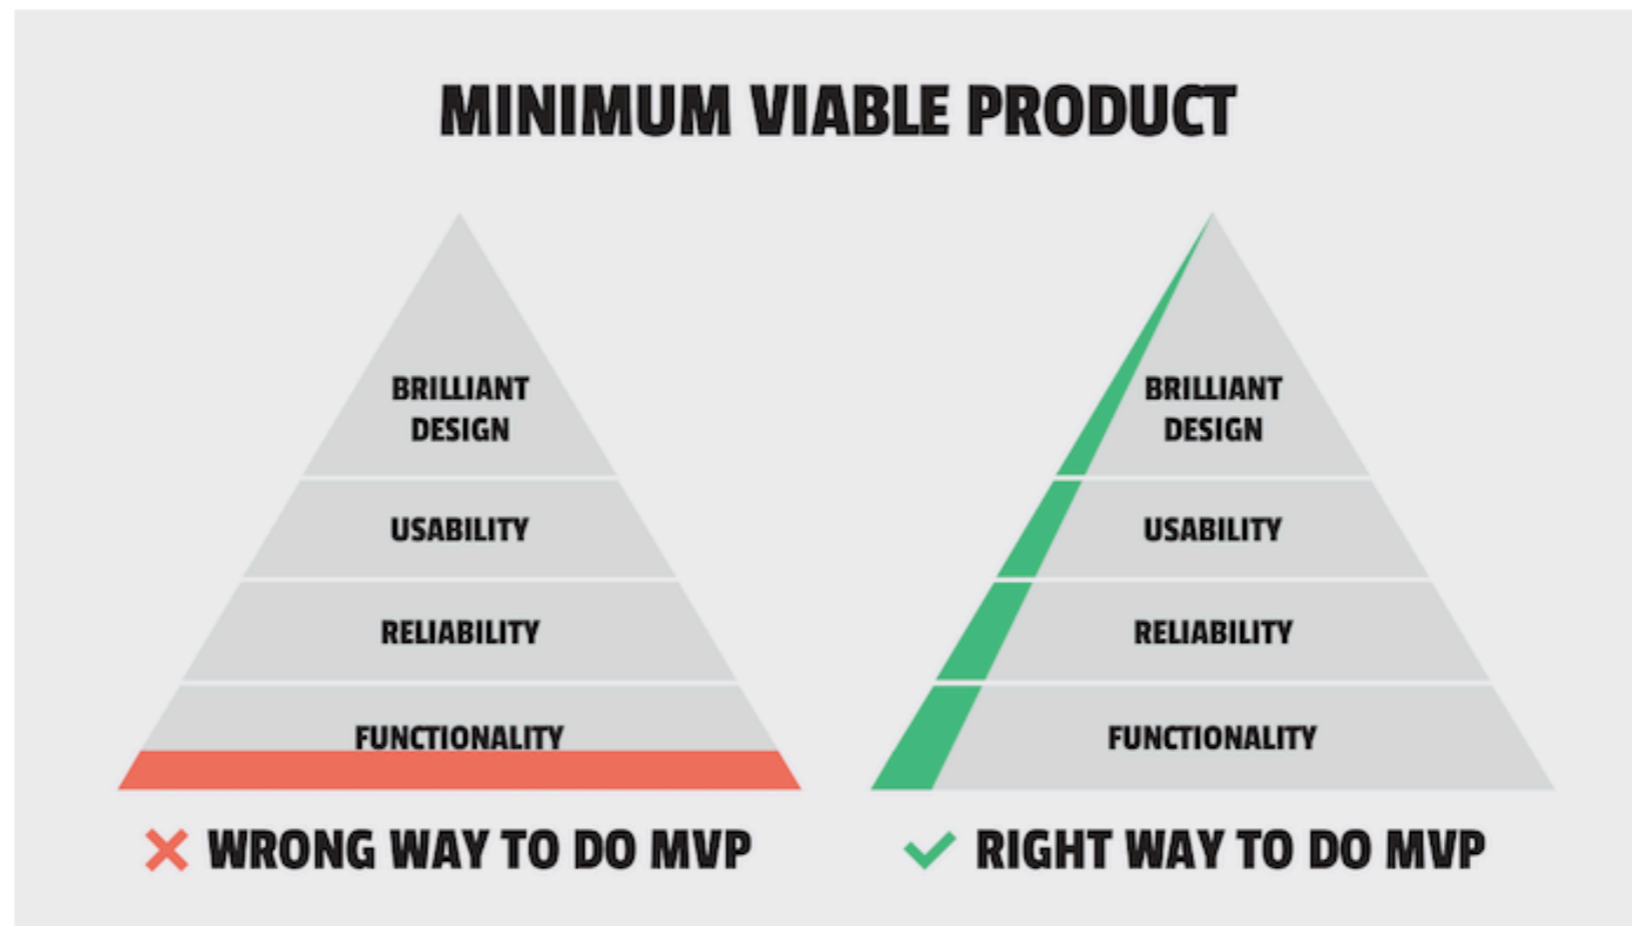 MINIMUM VIABLE PRODUCT
BRILLIANT
DESIGN
USABILITY
RELIABILITY
FUNCTIONALITY
WRONG WAY TO DO MVP
BRILLIANT
DESIGN
USABILITY
RELIABILITY
FUNCTIONALITY
RIGHT WAY TO DO MVP